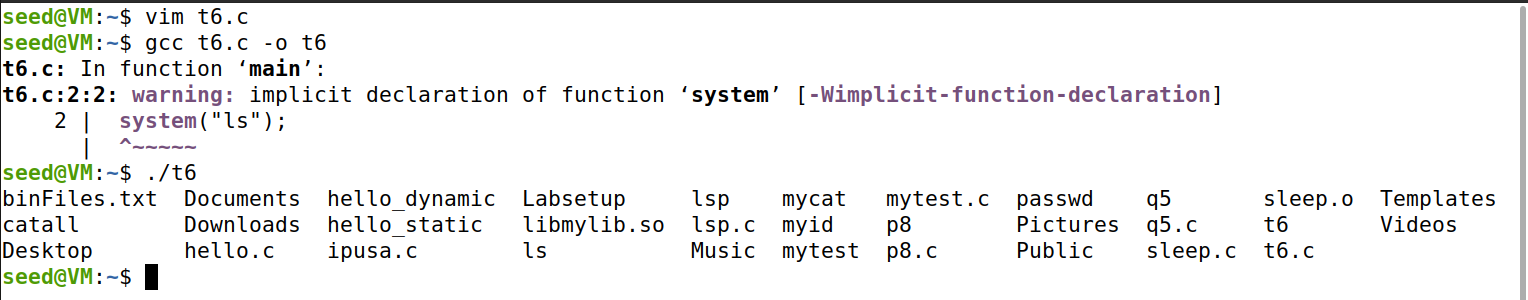 seed@VM:~$ vim t6.c
seed@VM:~$ gcc t6.c -o t6
t6.c: In function ‘main’:
t6.c:2:2: warning: implicit declaration of function ‘system’ [-Wimplicit-function-declaration]
    2 |  system("ls");
      |  ^~~~~~
seed@VM:~$ ./t6
binFiles.txt  Documents  hello_dynamic  Labsetup     lsp    mycat   mytest.c  passwd    q5       sleep.o  Templates
catall        Downloads  hello_static   libmylib.so  lsp.c  myid    p8        Pictures  q5.c     t6       Videos
Desktop       hello.c    ipusa.c        ls           Music  mytest  p8.c      Public    sleep.c  t6.c
seed@VM:~$